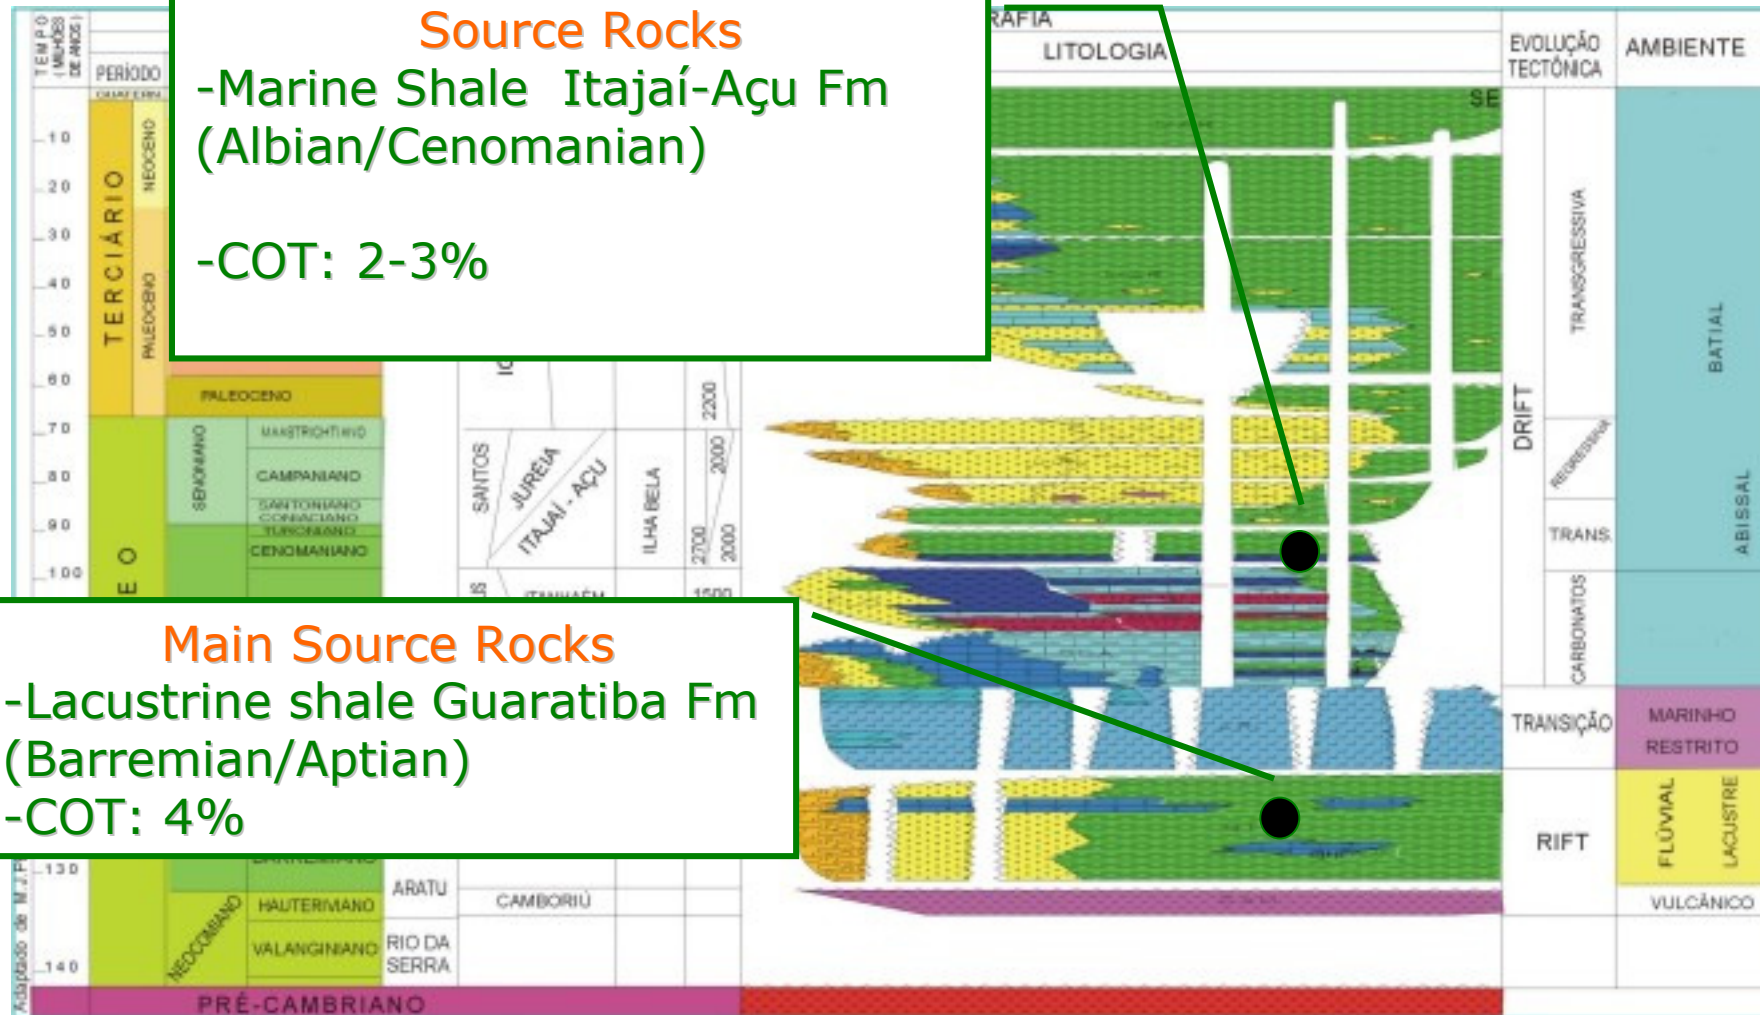 TEMPO
(MILHÕES
DE ANOS)
PERÍODO
LITOLOGIA
EVOLUÇÃO
TECTÔNICA
AMBIENTE
Source Rocks
-Marine Shale Itajaí-Açu Fm
(Albian/Cenomanian)
-COT: 2-3%
SE
10
20
30
40
50
60
70
80
90
100
130
140
TERCIÁRIO
NEOCENO
PALEOCENO
PALEOCENO
SENONIANO
MAASTRICHTIANO
CAMPANIANO
SANTONIANO
CONIACIANO
TURONIANO
CENOMANIANO
SANTOS
JURÉIA
ITAJAÍ - AÇU
ILHA BELA
2200
2000
2700
2000
1500
ITANHAÉM
DRIFT
TRANSGRESSIVA
REGRESSIVA
TRANS.
CARBONATOS
BATIAL
ABISSAL
Main Source Rocks
-Lacustrine shale Guaratiba Fm
(Barremian/Aptian)
-COT: 4%
TRANSIÇÃO
MARINHO
RESTRITO
RIFT
FLÚVIAL
LACUSTRE
VULCÂNICO
BARREMIANO
NEOCOMIANO
HAUTERIVIANO
VALANGINIANO
ARATU
RIO DA
SERRA
CAMBORIÚ
PRÉ-CAMBRIANO
Adaptado de M.J.P